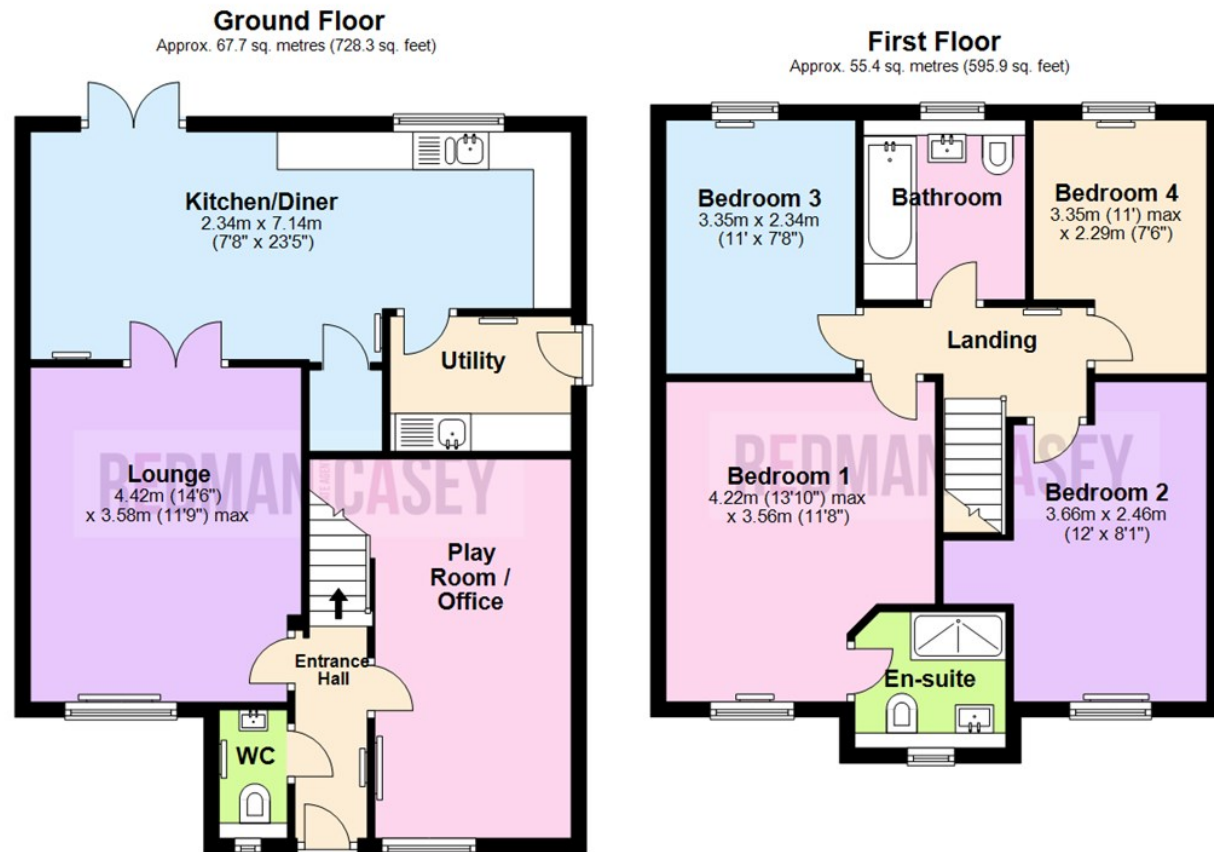 Ground Floor
Approx. 67.7 sq. metres (728.3 sq. feet)
Kitchen/Diner
2.34m x 7.14m
(7'8" x 23'5")
Utility
Lounge
4.42m (14'6")
x 3.58m (11'9") max
Play
Room /
Office
Entrance
Hall
WC
REDMAN CASEY
First Floor
Approx. 55.4 sq. metres (595.9 sq. feet)
Bedroom 3
3.35m x 2.34m
(11' x 7'8")
Bathroom
Bedroom 4
3.35m (11') max
x 2.29m (7'6")
Landing
Bedroom 1
4.22m (13'10") max
x 3.56m (11'8")
Bedroom 2
3.66m x 2.46m
(12' x 8'1")
En-suite
REDMAN CASEY